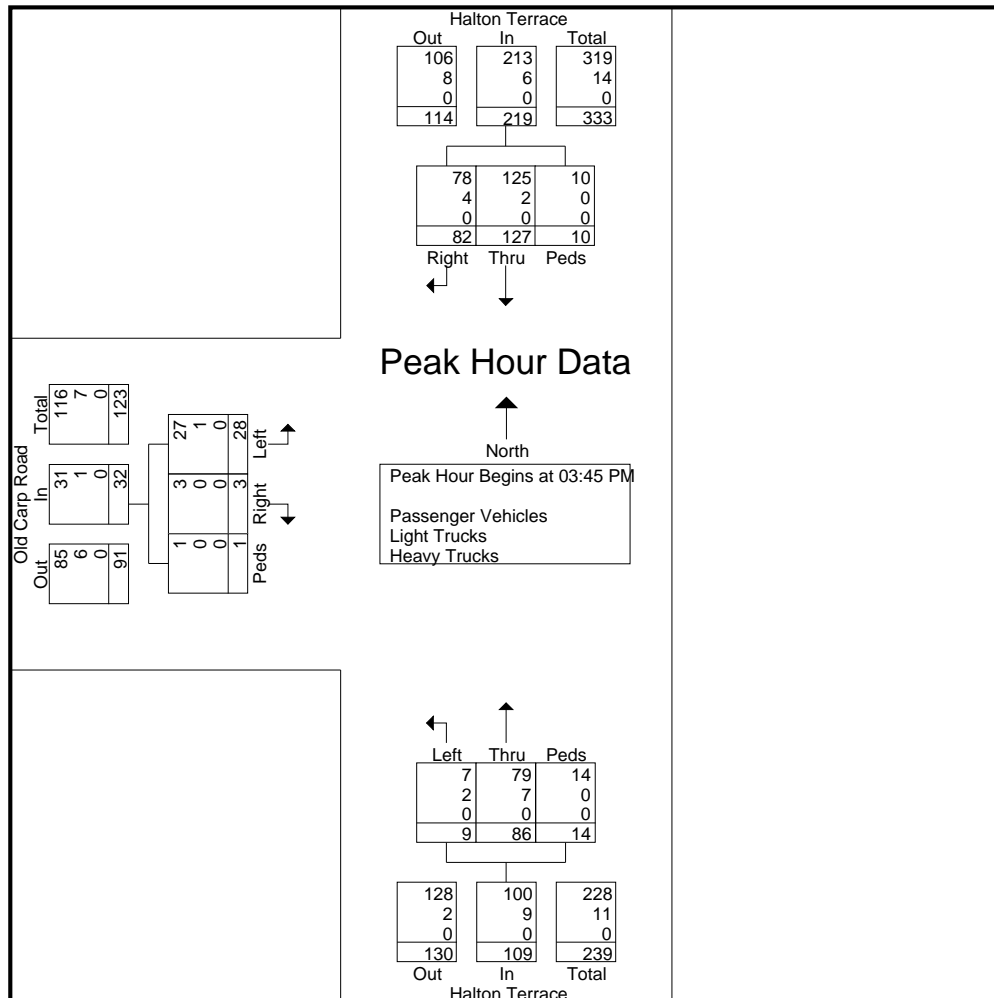 Halton Terrace
Out In Total
106 213 319
8 6 14
0 0 0
114 219 333
78 125 10
4 2 0
0 0 0
82 127 10
Right Thru Peds
Peak Hour Data
North
Peak Hour Begins at 03:45 PM
Passenger Vehicles
Light Trucks
Heavy Trucks
Old Carp Road
Out In Total
85 31 116
6 1 7
0 0 0
91 32 123
1 3 27
0 0 1
0 0 0
1 3 28
Peds Right Left
Left Thru Peds
7 79 14
2 7 0
0 0 0
9 86 14
128 100 228
2 9 11
0 0 0
130 109 239
Out In Total
Halton Terrace